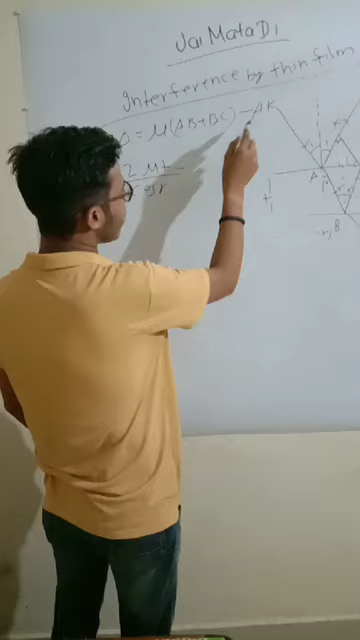 Jai Mata Di
Interference by thin film
Δ = μ(AB+BC) - AK
2 μt
cos r
K
A
t
B